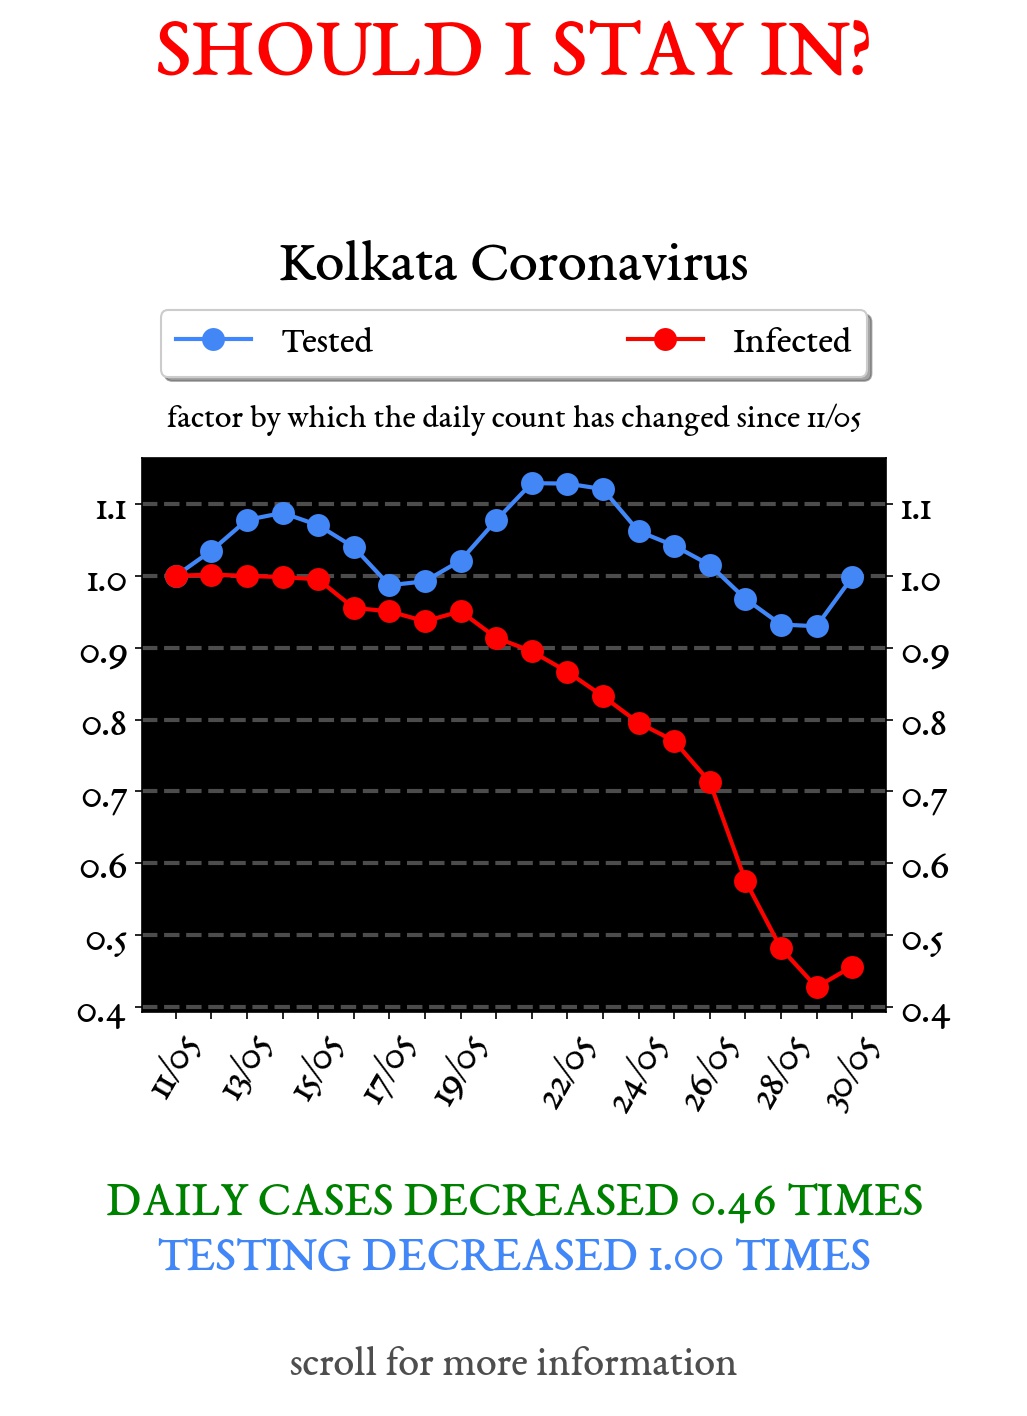 SHOULD I STAY IN?
Kolkata Coronavirus
Tested Infected
factor by which the daily count has changed since 11/05
1.1 1.1
1.0 1.0
0.9 0.9
0.8 0.8
0.7 0.7
0.6 0.6
0.5 0.5
0.4 0.4
11/05 13/05 15/05 17/05 19/05 22/05 24/05 26/05 28/05 30/05
DAILY CASES DECREASED 0.46 TIMES
TESTING DECREASED 1.00 TIMES
scroll for more information